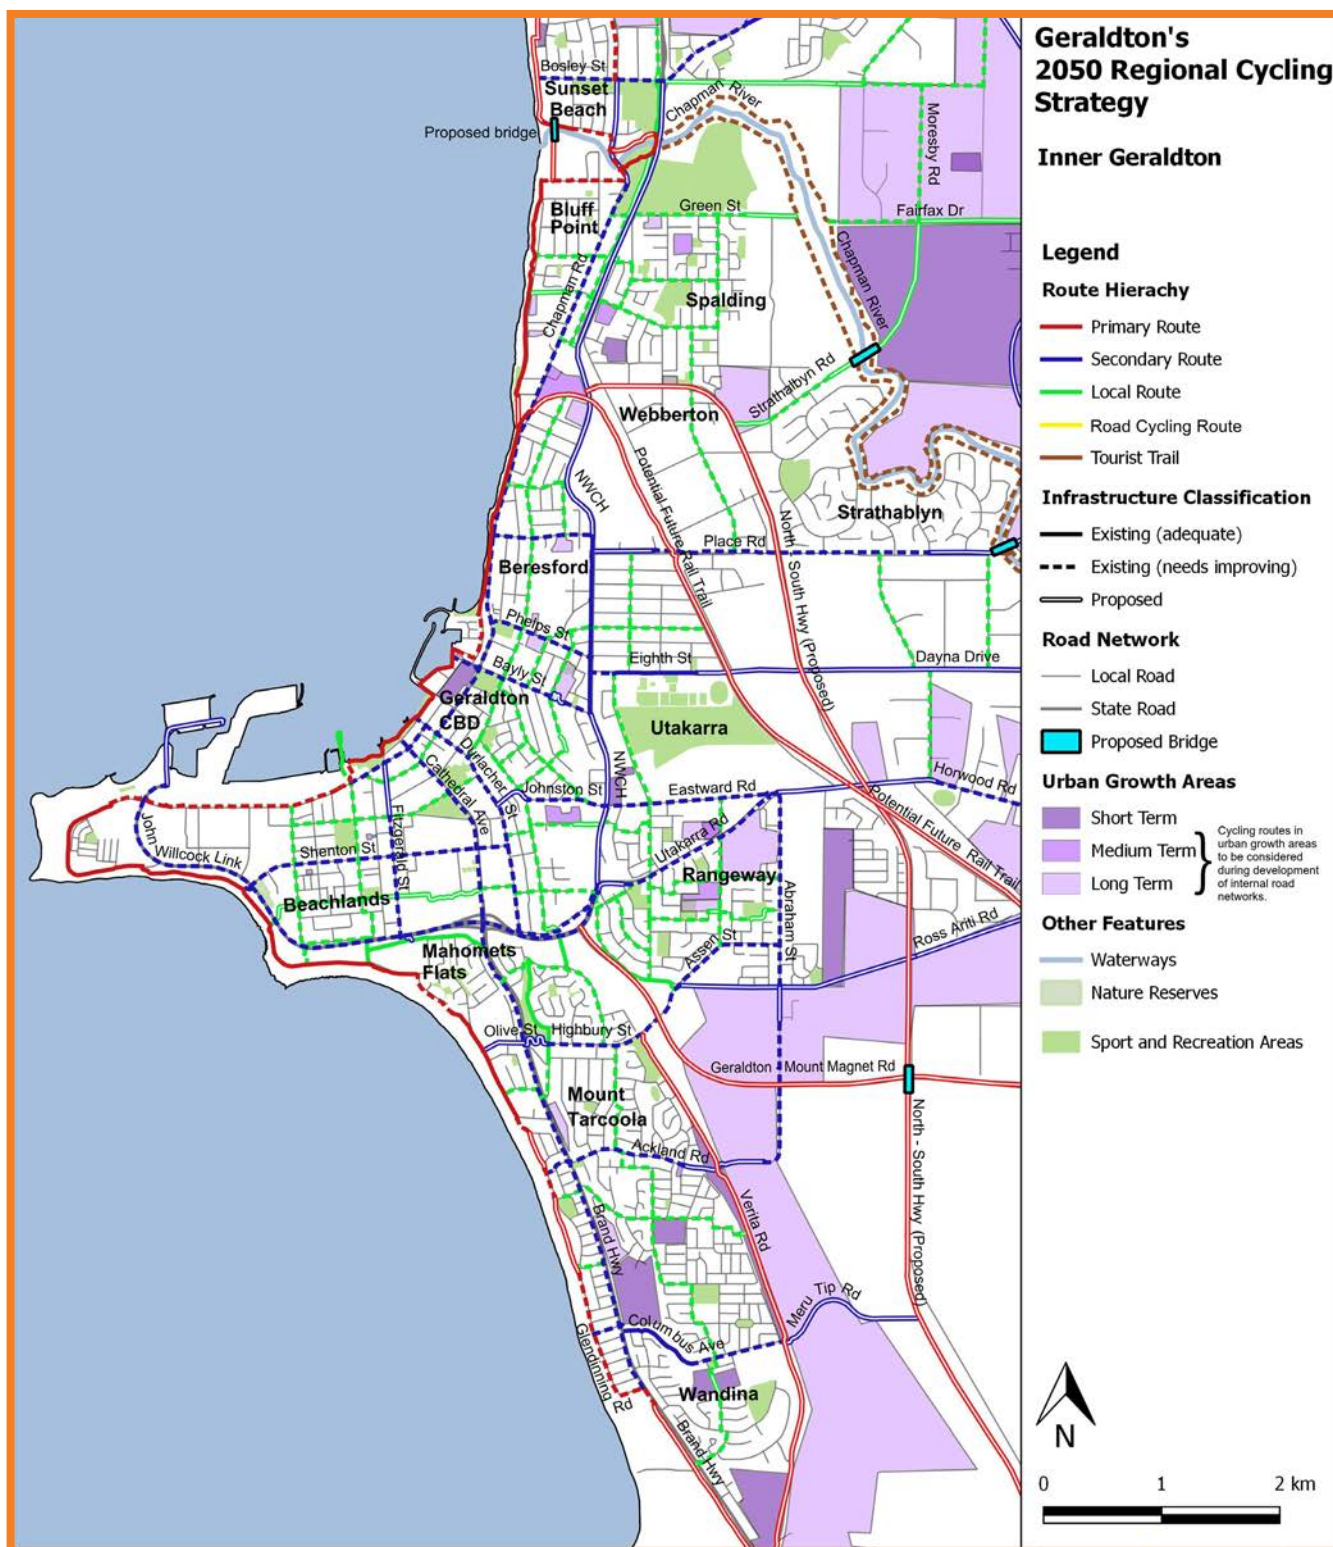 Geraldton's
2050 Regional Cycling
Strategy
Inner Geraldton
Legend
Route Hierachy
Primary Route
Secondary Route
Local Route
Road Cycling Route
Tourist Trail
Infrastructure Classification
Existing (adequate)
Existing (needs improving)
Proposed
Road Network
Local Road
State Road
Proposed Bridge
Urban Growth Areas
Short Term
Medium Term
Long Term
Cycling routes in
urban growth areas
to be considered
during development
of internal road
networks.
Other Features
Waterways
Nature Reserves
Sport and Recreation Areas
N
0 1 2 km
Bosley St
Sunset
Beach
Chapman River
Proposed bridge
Moresby Rd
Bluff
Point
Green St
Fairfax Dr
Chapman Rd
Chapman River
Spalding
Strathalbyn Rd
Webberton
NWCH
Potential Future Rail Trail
North - South Hwy (Proposed)
Strathablyn
Place Rd
Beresford
Phelps St
Eighth St
Dayna Drive
Bayly St
Geraldton
CBD
Utakarra
Durlacher St
Cathedral Ave
NWCH
Johnston St
Eastward Rd
Horwood Rd
Potential Future Rail Trail
John Willcock Link
Fitzgerald St
Shenton St
Utakarra Rd
Rangeway
Abraham St
Beachlands
Assen St
Ross Ariti Rd
Mahomets
Flats
Olive St
Highbury St
Geraldton - Mount Magnet Rd
Mount
Tarcoola
Ackland Rd
North - South Hwy (Proposed)
Verita Rd
Brand Hwy
Meru Tip Rd
Columbus Ave
Glendinning Rd
Wandina
Brand Hwy